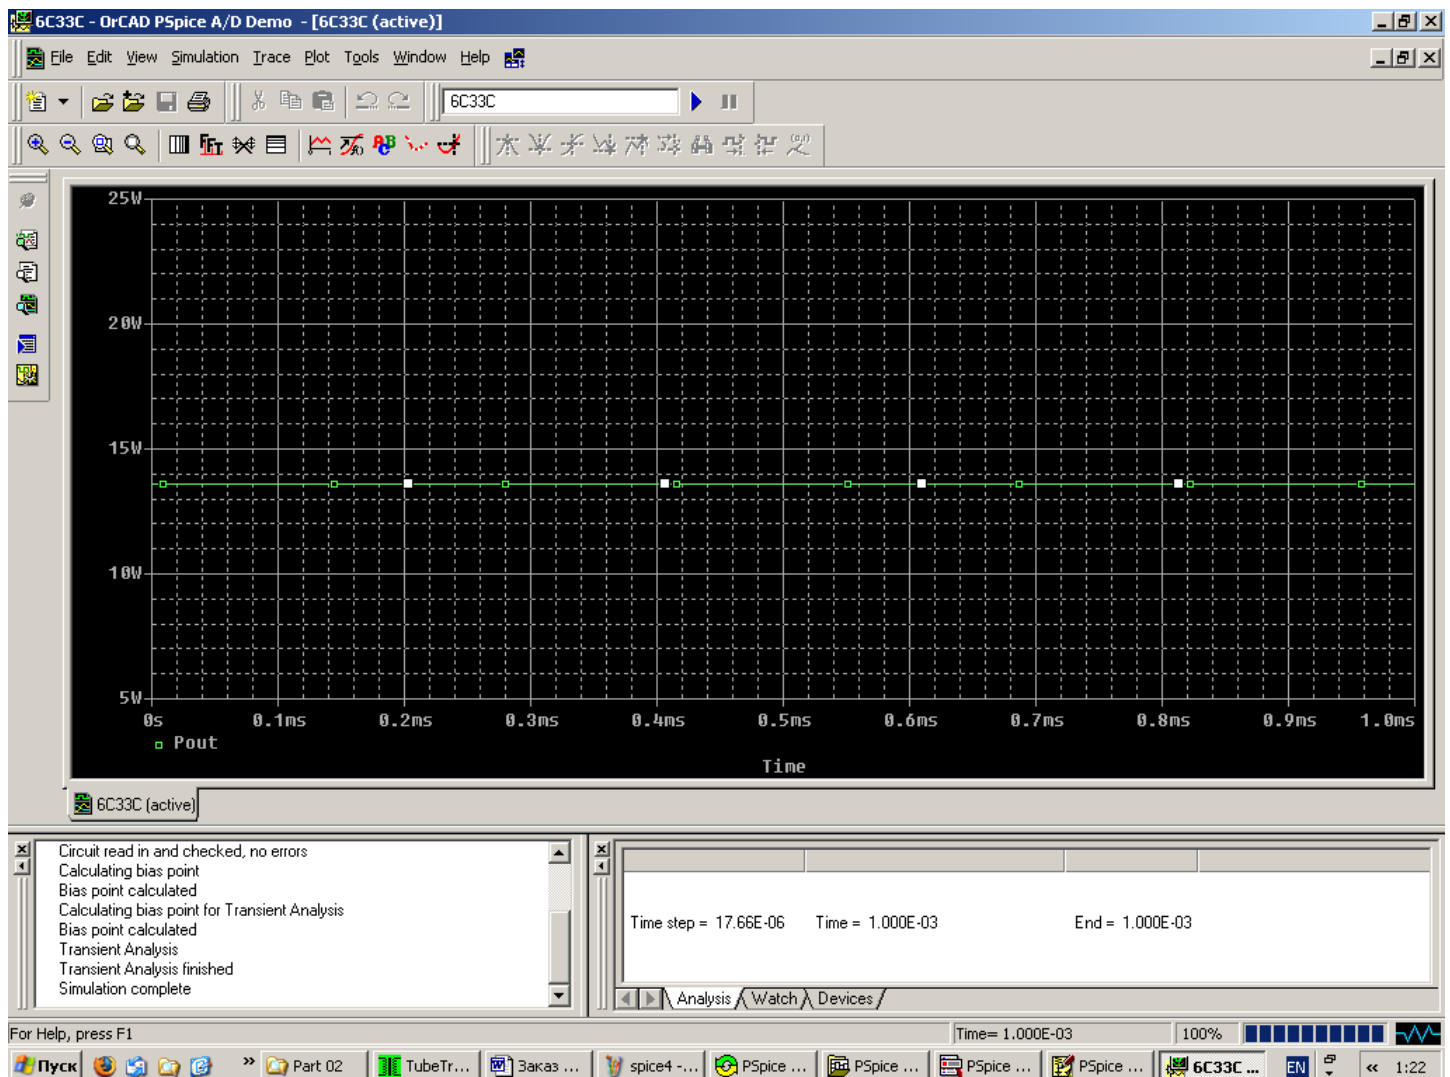 6C33C - OrCAD PSpice A/D Demo - [6C33C (active)]
File Edit View Simulation Trace Plot Tools Window Help
6C33C
FFT
ABC
25W
20W
15W
10W
5W
0s 0.1ms 0.2ms 0.3ms 0.4ms 0.5ms 0.6ms 0.7ms 0.8ms 0.9ms 1.0ms
Pout
Time
6C33C (active)
Circuit read in and checked, no errors
Calculating bias point
Bias point calculated
Calculating bias point for Transient Analysis
Bias point calculated
Transient Analysis
Transient Analysis finished
Simulation complete
Time step = 17.66E-06 Time = 1.000E-03 End = 1.000E-03
Analysis Watch Devices
For Help, press F1 Time= 1.000E-03 100%
Пуск » Part 02 TubeTr... Заказ ... spice4 -... PSpice ... PSpice ... PSpice ... PSpice ... 6C33C ... EN « 1:22